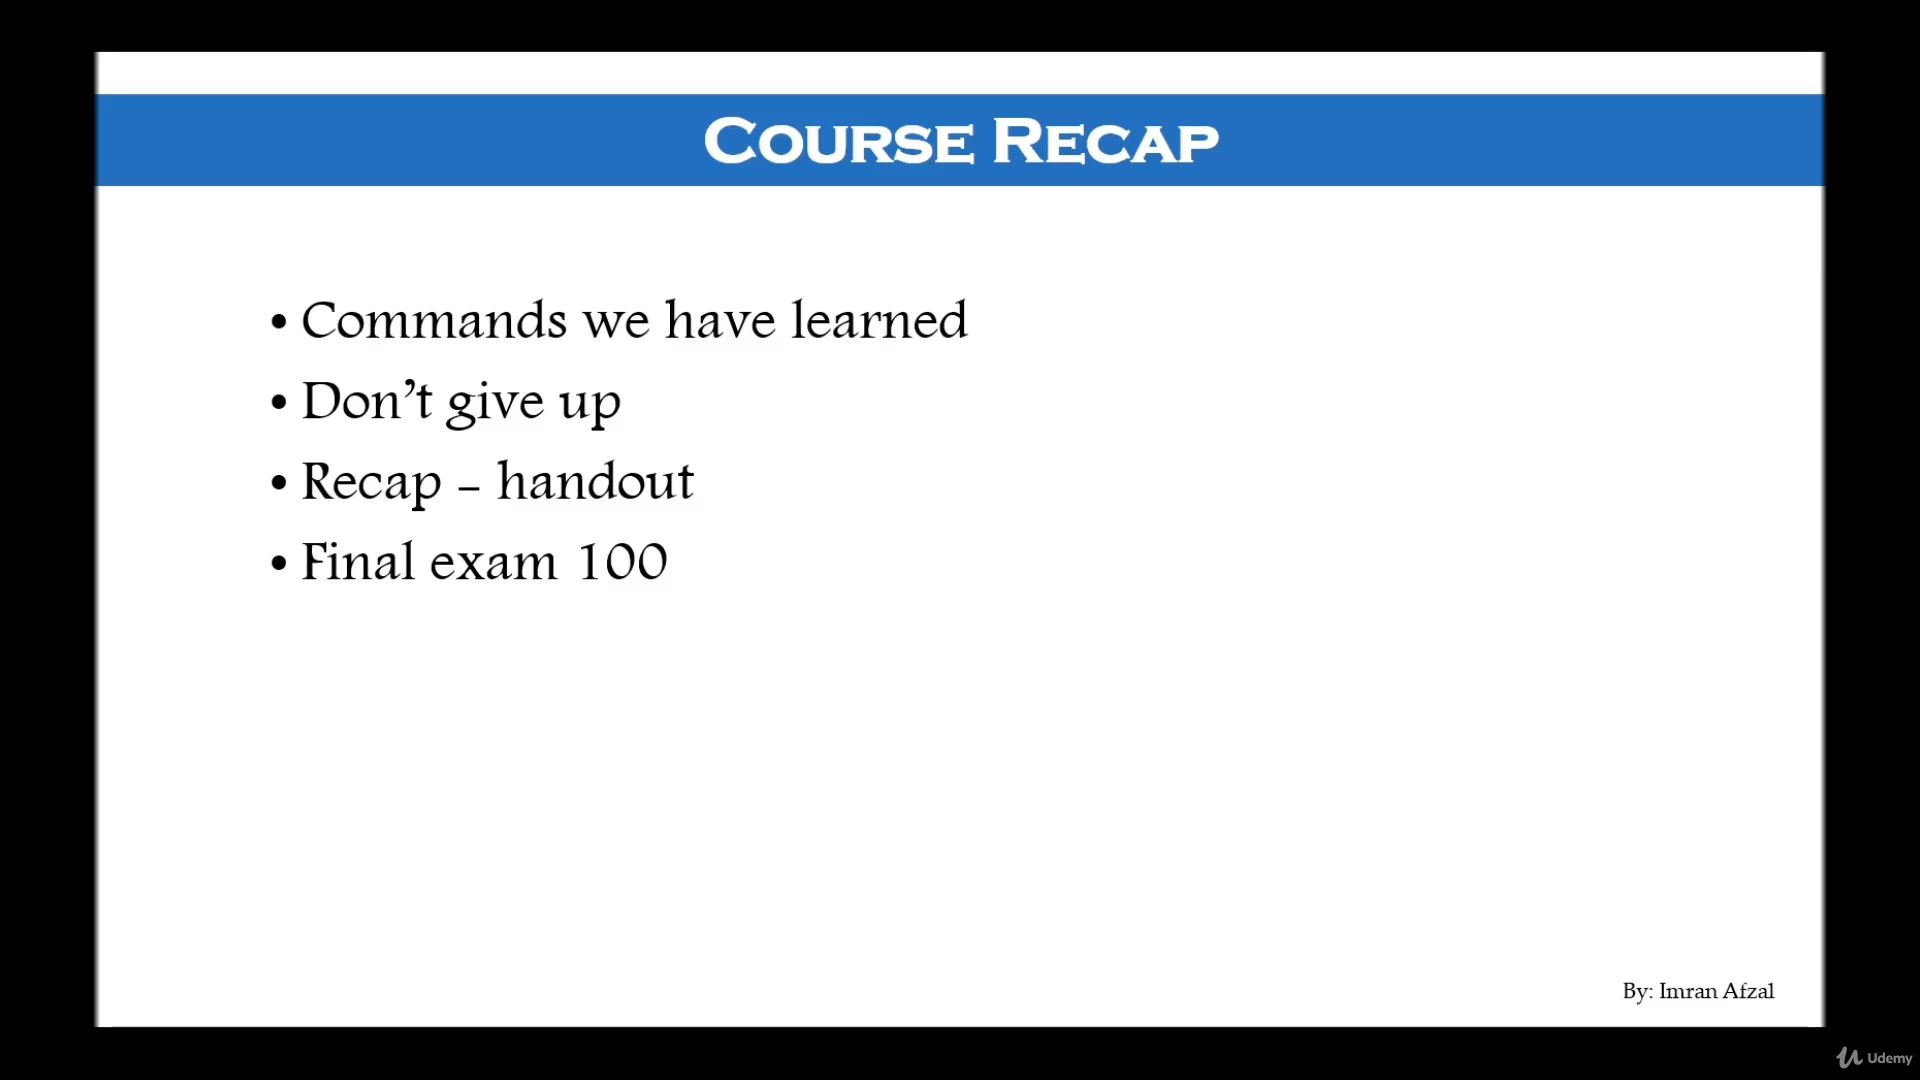 Course Recap
• Commands we have learned
• Don’t give up
• Recap – handout
• Final exam 100
By: Imran Afzal
Udemy